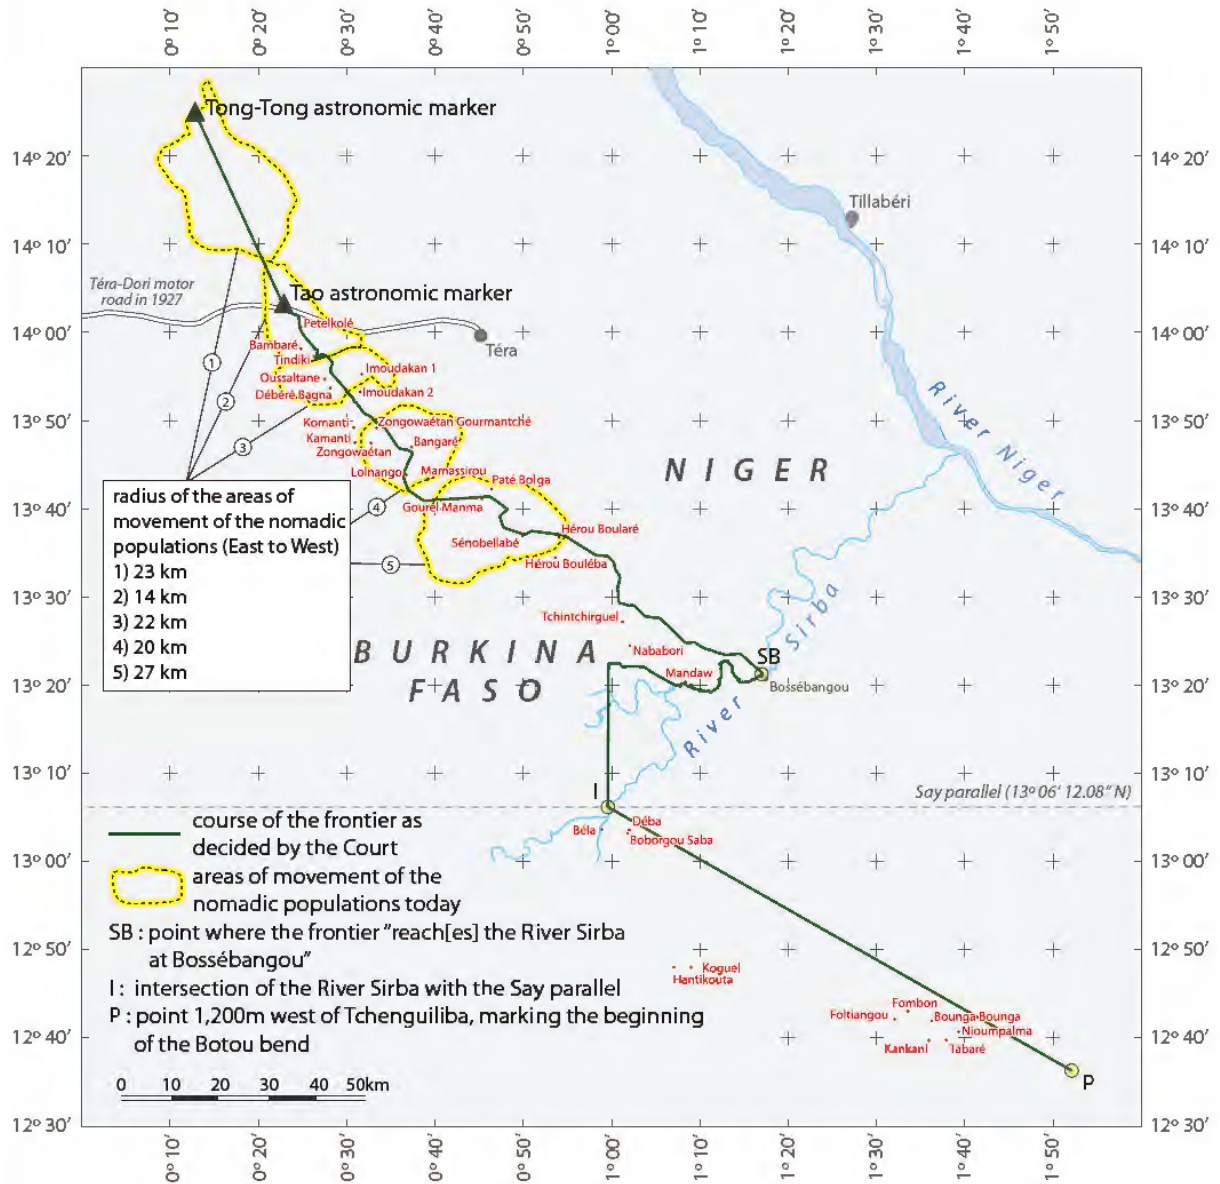 0° 10′
0° 20′
0° 30′
0° 40′
0° 50′
1° 00′
1° 10′
1° 20′
1° 30′
1° 40′
1° 50′
Tong-Tong astronomic marker
14° 20′
14° 20′
Tillabéri
14° 10′
14° 10′
Téra-Dori motor
road in 1927
Tao astronomic marker
Petelkolé
14° 00′
14° 00′
Téra
Bambaré
Tindiki
Imoudakan 1
Oussaltane
Débéré Bagna
Imoudakan 2
1
2
3
13° 50′
13° 50′
Komanti
Zongowaétan Gourmantché
Kamanti
Bangaré
Zongowaétan
River Niger
NIGER
Lolnango
Mamassirou
Paté Bolga
radius of the areas of
movement of the nomadic
populations (East to West)
1) 23 km
2) 14 km
3) 22 km
4) 20 km
5) 27 km
4
5
13° 40′
13° 40′
Gourel Manma
Hérou Boularé
Sénobellabé
Hérou Bouléba
13° 30′
13° 30′
Tchintchirguel
River Sirba
BURKINA
FASO
Nababori
SB
Mandaw
Bossébangou
13° 20′
13° 20′
13° 10′
13° 10′
I
Say parallel (13° 06′ 12.08″ N)
Déba
Béla
Boborgou Saba
course of the frontier as
decided by the Court
13° 00′
13° 00′
areas of movement of the
nomadic populations today
SB : point where the frontier "reach[es] the River Sirba
at Bossébangou"
12° 50′
12° 50′
Koguel
Hantikouta
I : intersection of the River Sirba with the Say parallel
P : point 1,200m west of Tchenguiliba, marking the beginning
of the Botou bend
Fombon
Foltiangou
Bounga-Bounga
Nioumpalma
12° 40′
12° 40′
Kankani
Tabaré
P
0 10 20 30 40 50km
12° 30′
12° 30′
0° 10′
0° 20′
0° 30′
0° 40′
0° 50′
1° 00′
1° 10′
1° 20′
1° 30′
1° 40′
1° 50′